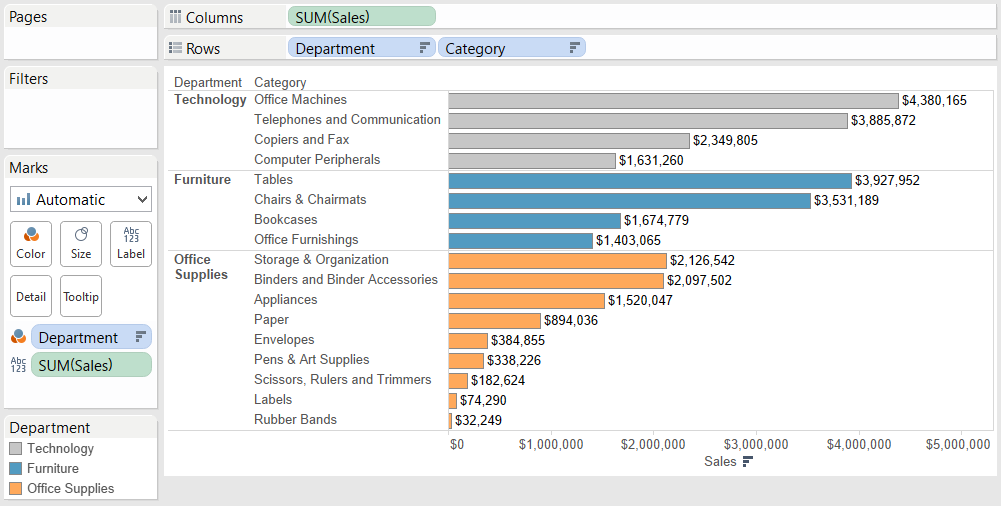 Pages
Columns SUM(Sales)
Rows Department Category
Filters
Marks
Automatic
Color Size Abc 123 Label
Detail Tooltip
Department
Abc 123 SUM(Sales)
Department
Technology
Furniture
Office Supplies
Department Category
Technology Office Machines $4,380,165
Telephones and Communication $3,885,872
Copiers and Fax $2,349,805
Computer Peripherals $1,631,260
Furniture Tables $3,927,952
Chairs & Chairmats $3,531,189
Bookcases $1,674,779
Office Furnishings $1,403,065
Office Supplies Storage & Organization $2,126,542
Binders and Binder Accessories $2,097,502
Appliances $1,520,047
Paper $894,036
Envelopes $384,855
Pens & Art Supplies $338,226
Scissors, Rulers and Trimmers $182,624
Labels $74,290
Rubber Bands $32,249
$0 $1,000,000 $2,000,000 $3,000,000 $4,000,000 $5,000,000
Sales